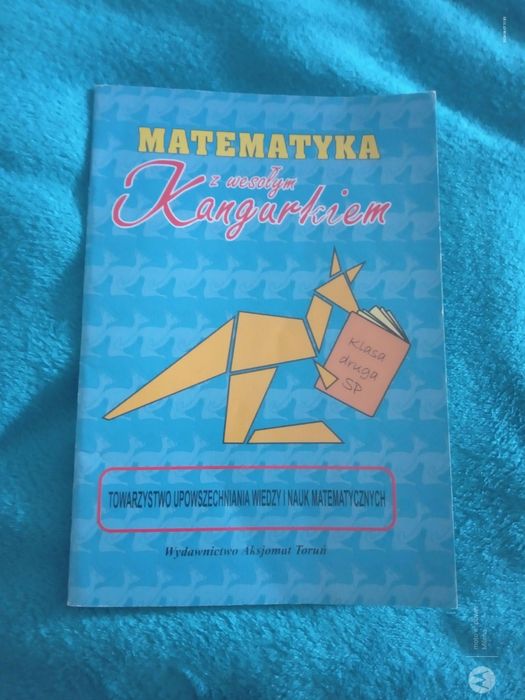 MATEMATYKA
z wesołym
Kangurkiem
Klasa
druga
SP
TOWARZYSTWO UPOWSZECHNIANIA WIEDZY I NAUK MATEMATYCZNYCH
Wydawnictwo Aksjomat Toruń